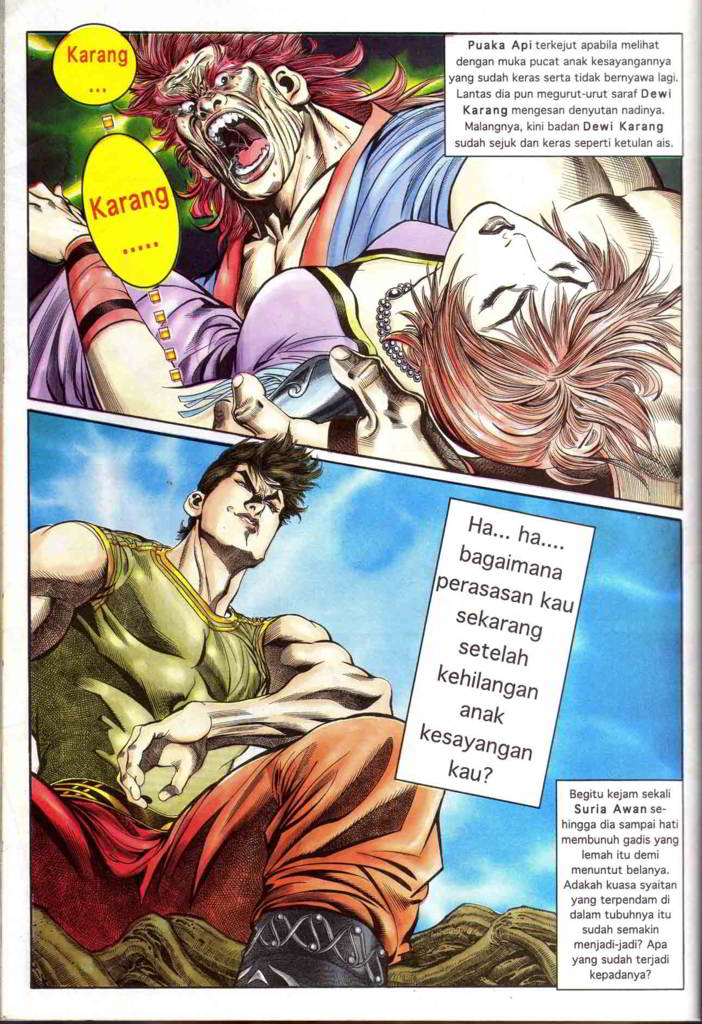 Karang
...
Karang
.....
Puaka Api terkejut apabila melihat
dengan muka pucat anak kesayangannya
yang sudah keras serta tidak bernyawa lagi.
Lantas dia pun megurut-urut saraf Dewi
Karang mengesan denyutan nadinya.
Malangnya, kini badan Dewi Karang
sudah sejuk dan keras seperti ketulan ais.
Ha... ha....
bagaimana
perasasan kau
sekarang
setelah
kehilangan
anak
kesayangan
kau?
Begitu kejam sekali
Suria Awan se-
hingga dia sampai hati
membunuh gadis yang
lemah itu demi
menuntut belanya.
Adakah kuasa syaitan
yang terpendam di
dalam tubuhnya itu
sudah semakin
menjadi-jadi? Apa
yang sudah terjadi
kepadanya?